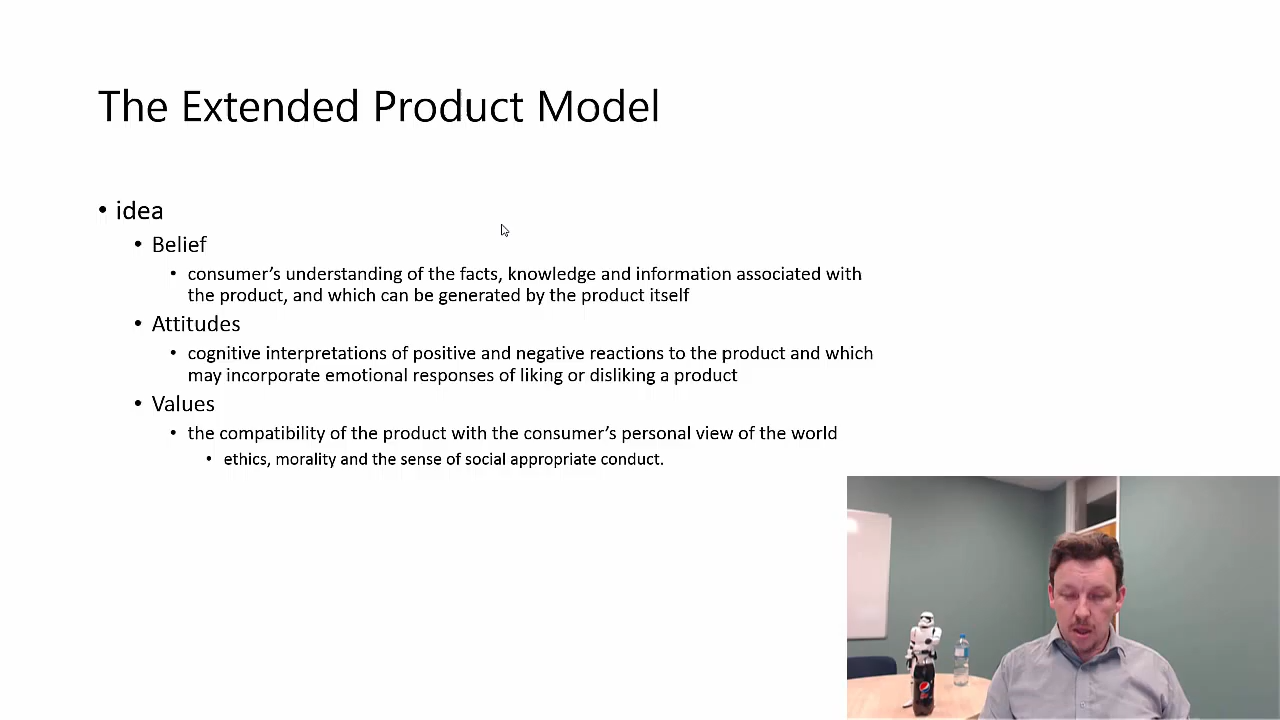 The Extended Product Model
• idea
• Belief
• consumer’s understanding of the facts, knowledge and information associated with
the product, and which can be generated by the product itself
• Attitudes
• cognitive interpretations of positive and negative reactions to the product and which
may incorporate emotional responses of liking or disliking a product
• Values
• the compatibility of the product with the consumer’s personal view of the world
• ethics, morality and the sense of social appropriate conduct.